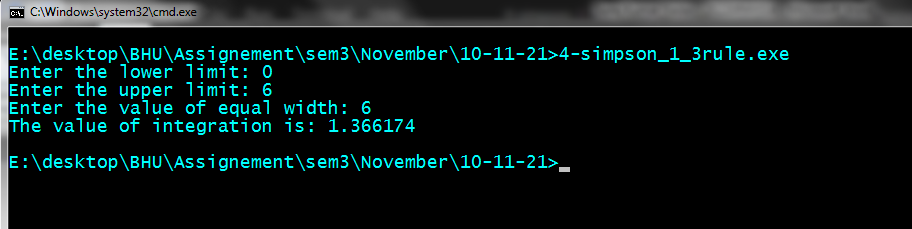 C:\Windows\system32\cmd.exe
E:\desktop\BHU\Assignement\sem3\November\10-11-21>4-simpson_1_3rule.exe
Enter the lower limit: 0
Enter the upper limit: 6
Enter the value of equal width: 6
The value of integration is: 1.366174
E:\desktop\BHU\Assignement\sem3\November\10-11-21>